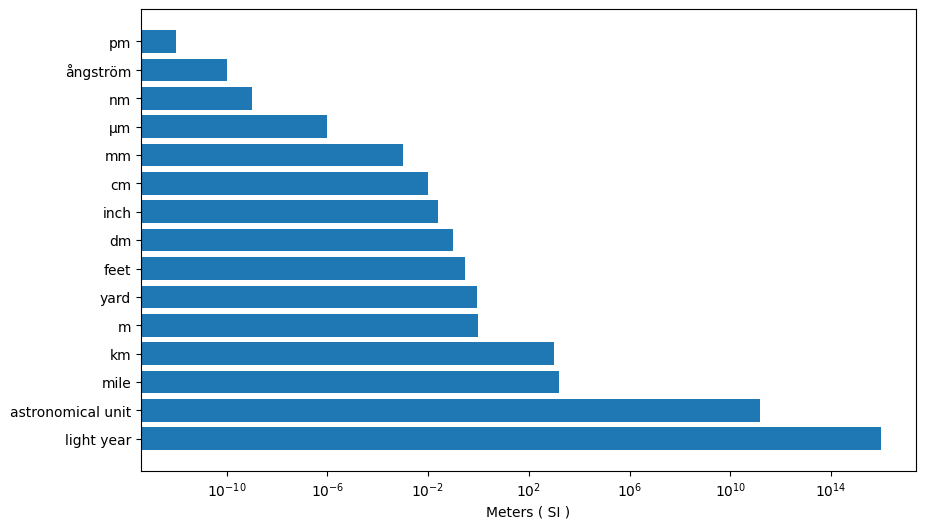 pm
ångström
nm
μm
mm
cm
inch
dm
feet
yard
m
km
mile
astronomical unit
light year
10⁻¹⁰ 10⁻⁶ 10⁻² 10² 10⁶ 10¹⁰ 10¹⁴
Meters ( SI )